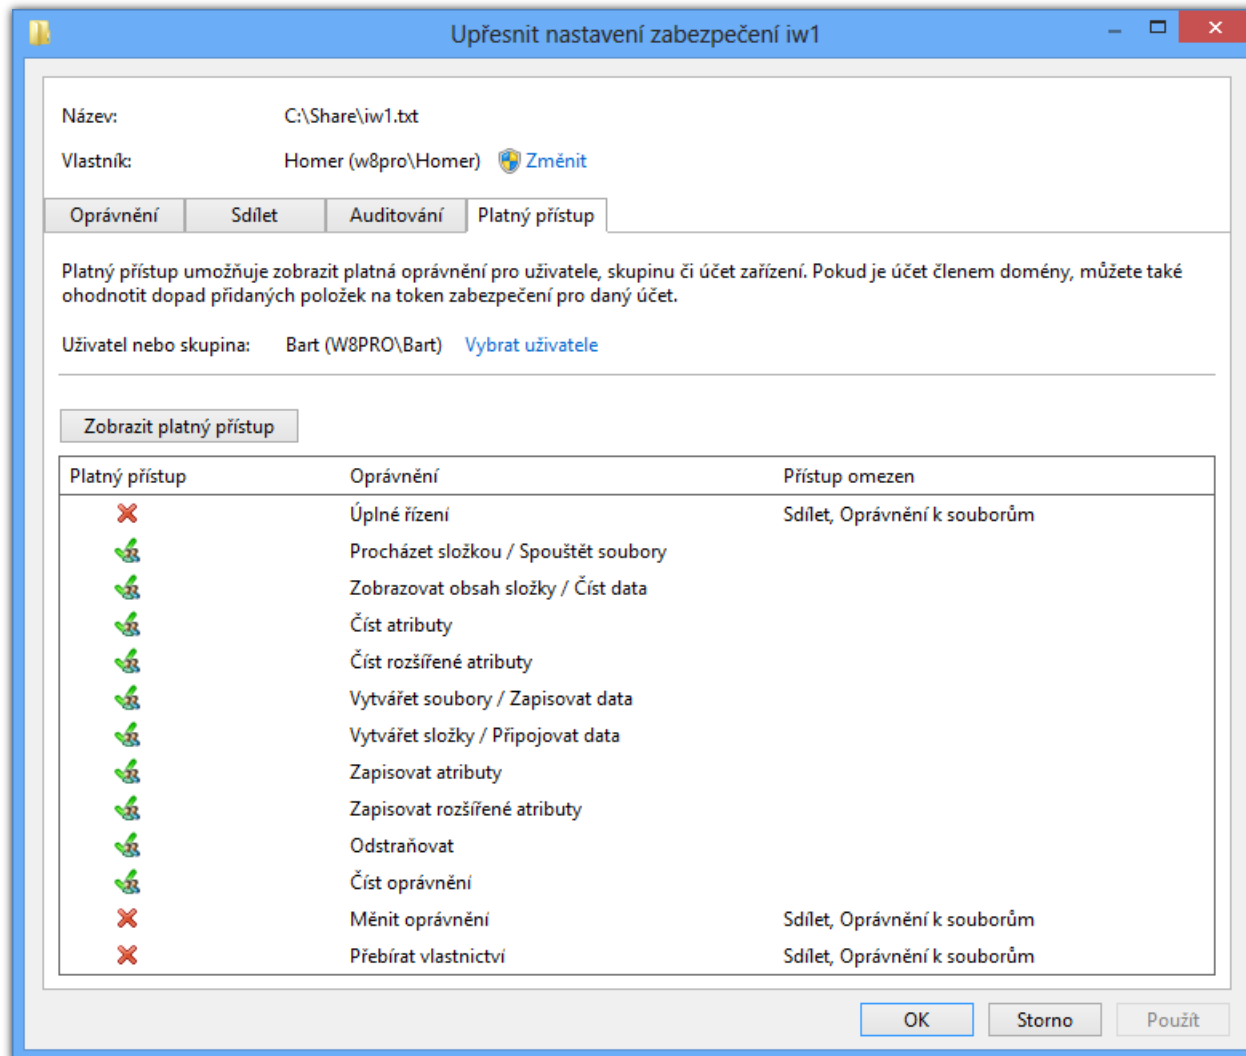 Upřesnit nastavení zabezpečení iw1
Název: C:\Share\iw1.txt
Vlastník: Homer (w8pro\Homer) Změnit
Oprávnění Sdílet Auditování Platný přístup
Platný přístup umožňuje zobrazit platná oprávnění pro uživatele, skupinu či účet zařízení. Pokud je účet členem domény, můžete také
ohodnotit dopad přidaných položek na token zabezpečení pro daný účet.
Uživatel nebo skupina: Bart (W8PRO\Bart) Vybrat uživatele
Zobrazit platný přístup
Platný přístup Oprávnění Přístup omezen
Úplné řízení Sdílet, Oprávnění k souborům
Procházet složkou / Spouštět soubory
Zobrazovat obsah složky / Číst data
Číst atributy
Číst rozšířené atributy
Vytvářet soubory / Zapisovat data
Vytvářet složky / Připojovat data
Zapisovat atributy
Zapisovat rozšířené atributy
Odstraňovat
Číst oprávnění
Měnit oprávnění Sdílet, Oprávnění k souborům
Přebírat vlastnictví Sdílet, Oprávnění k souborům
OK Storno Použít